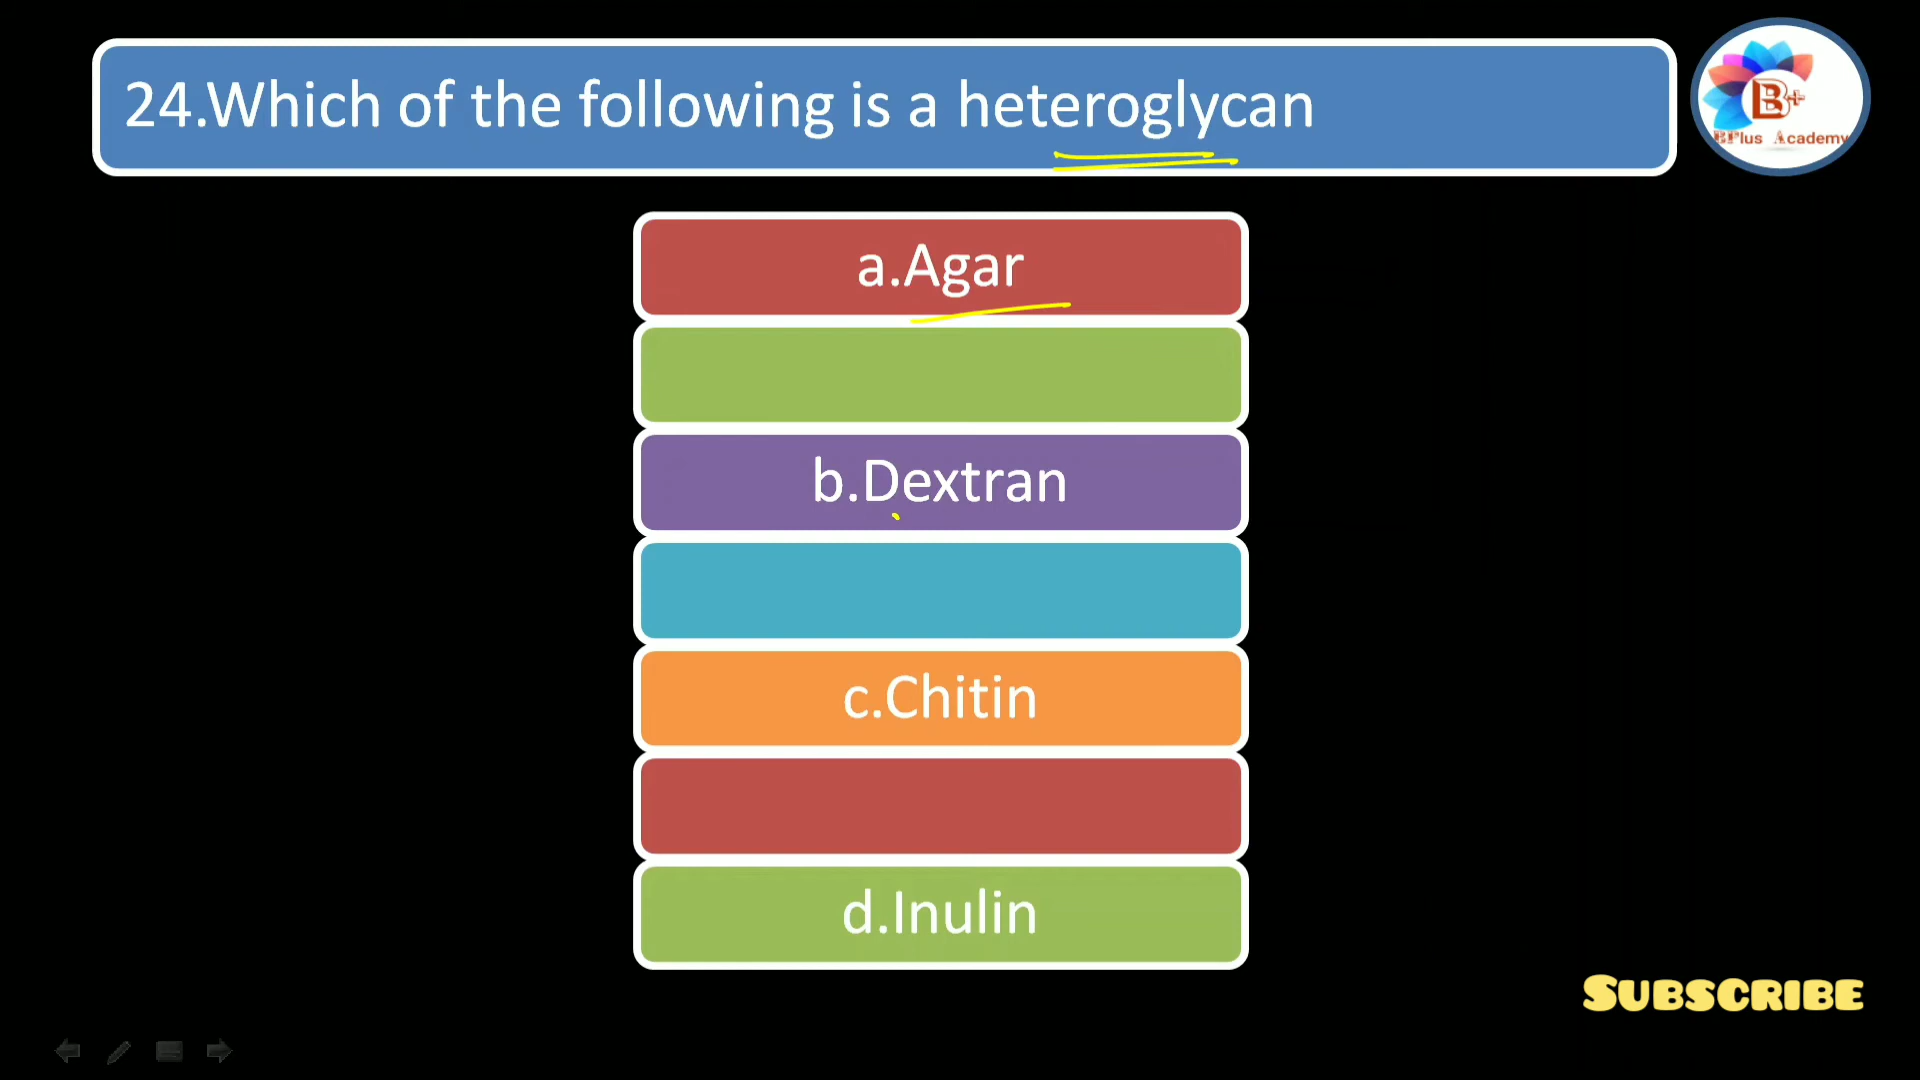 24.Which of the following is a heteroglycan
B+
BPlus Academy
a.Agar
b.Dextran
c.Chitin
d.Inulin
SUBSCRIBE